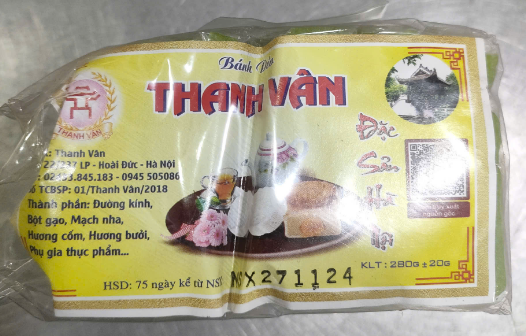 Bánh Dẻo
THANH VÂN
THANH VÂN
Thanh Vân
LP - Hoài Đức - Hà Nội
0945 505086
TCBSP: 01/Thanh Vân/2018
Thành phần: Đường kính,
Bột gạo, Mạch nha,
Hương cốm, Hương bưởi,
Phụ gia thực phẩm...
HSD: 75 ngày kể từ NSX
NSX271124
Đặc
Sản
Hà
KLT: 280G ± 20G